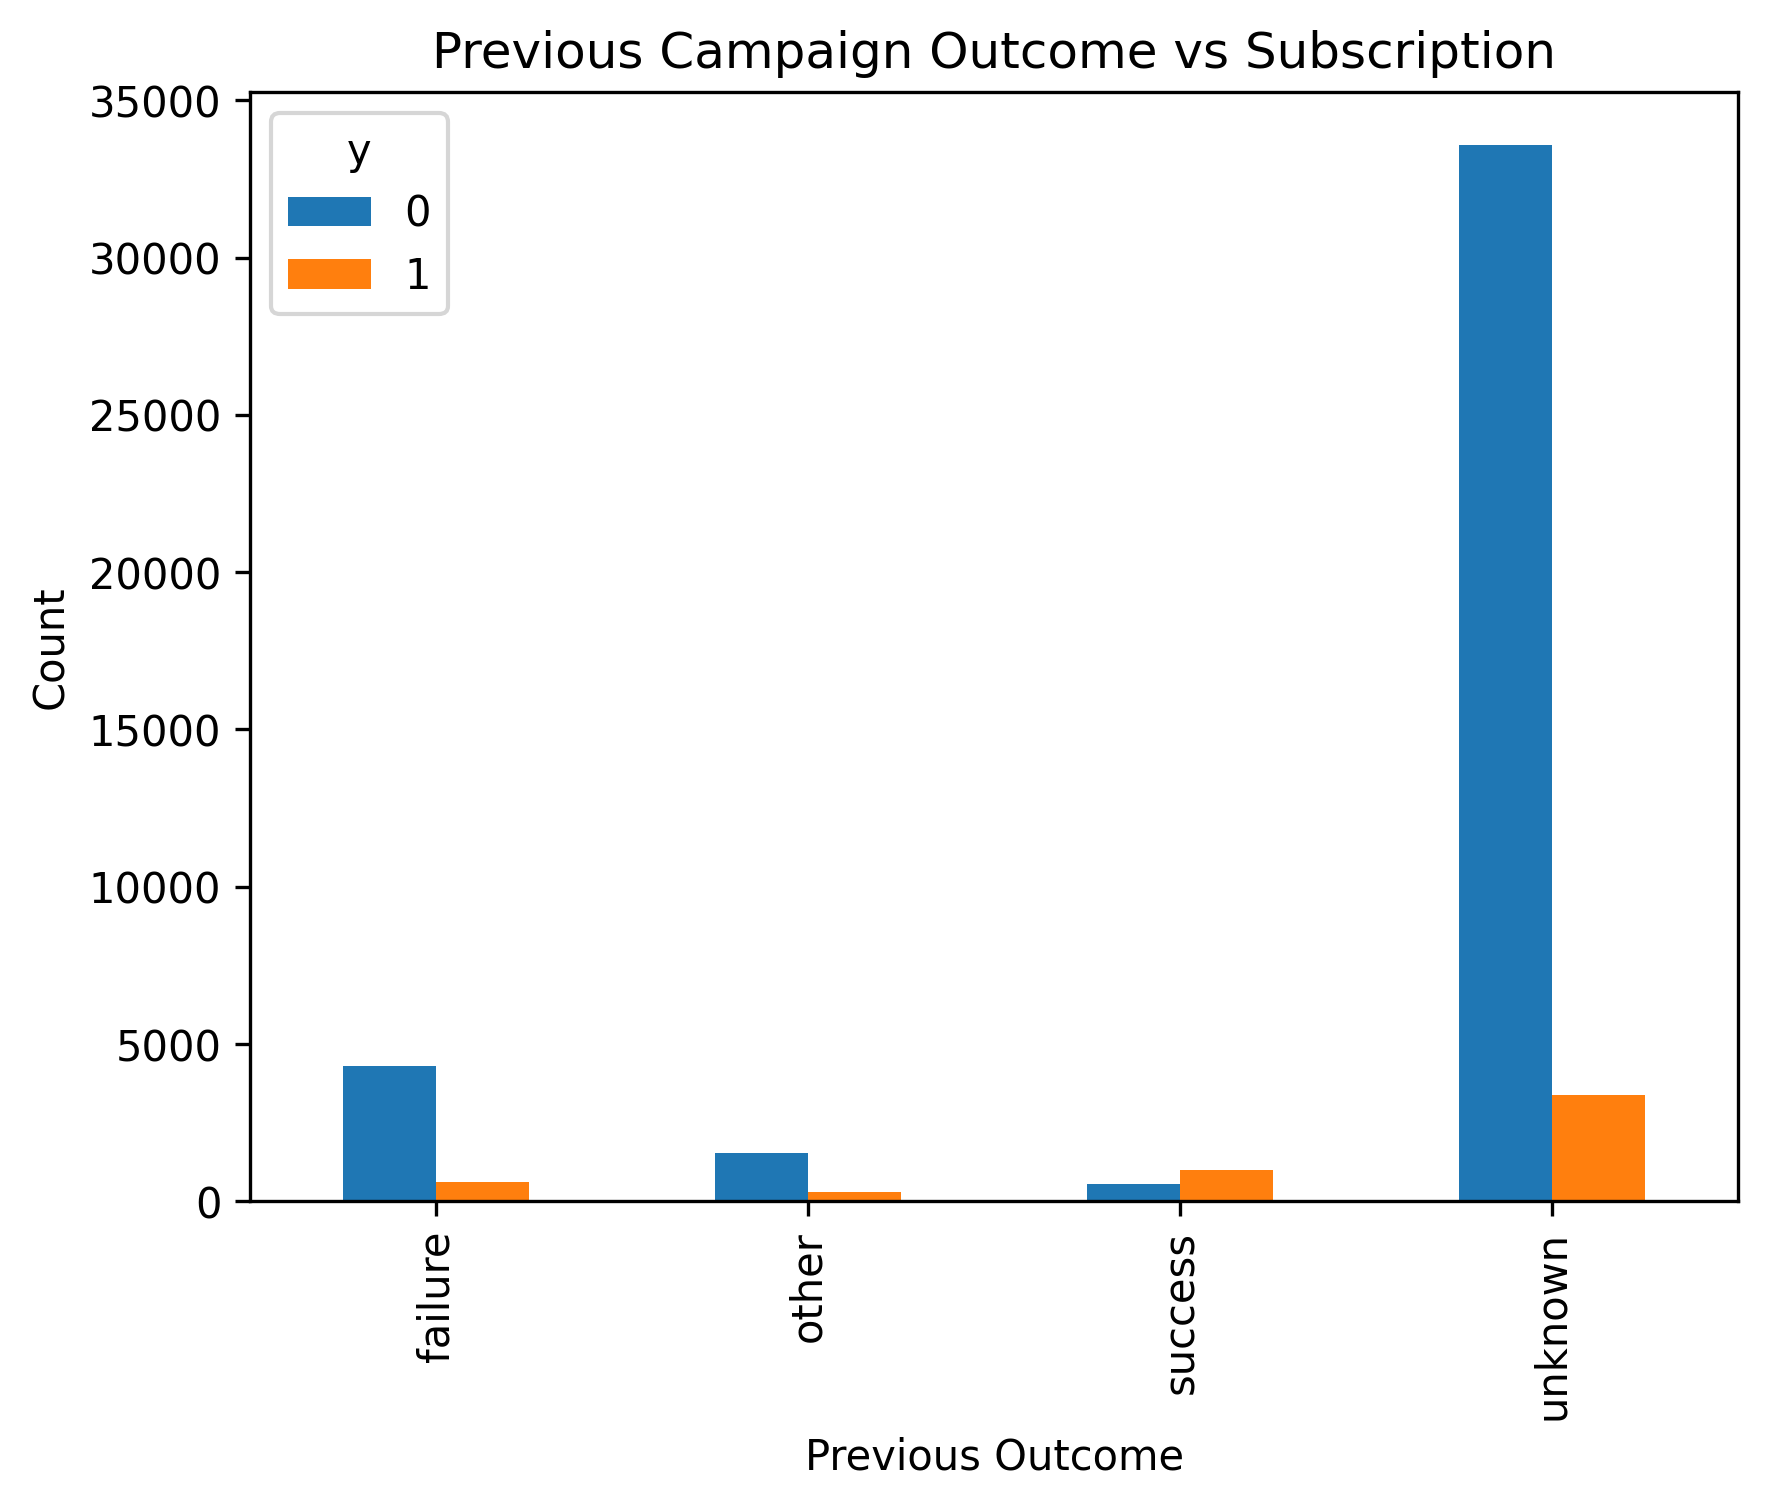 Previous Campaign Outcome vs Subscription
y
0
1
35000
30000
25000
20000
15000
10000
5000
0
Count
failure
other
success
unknown
Previous Outcome